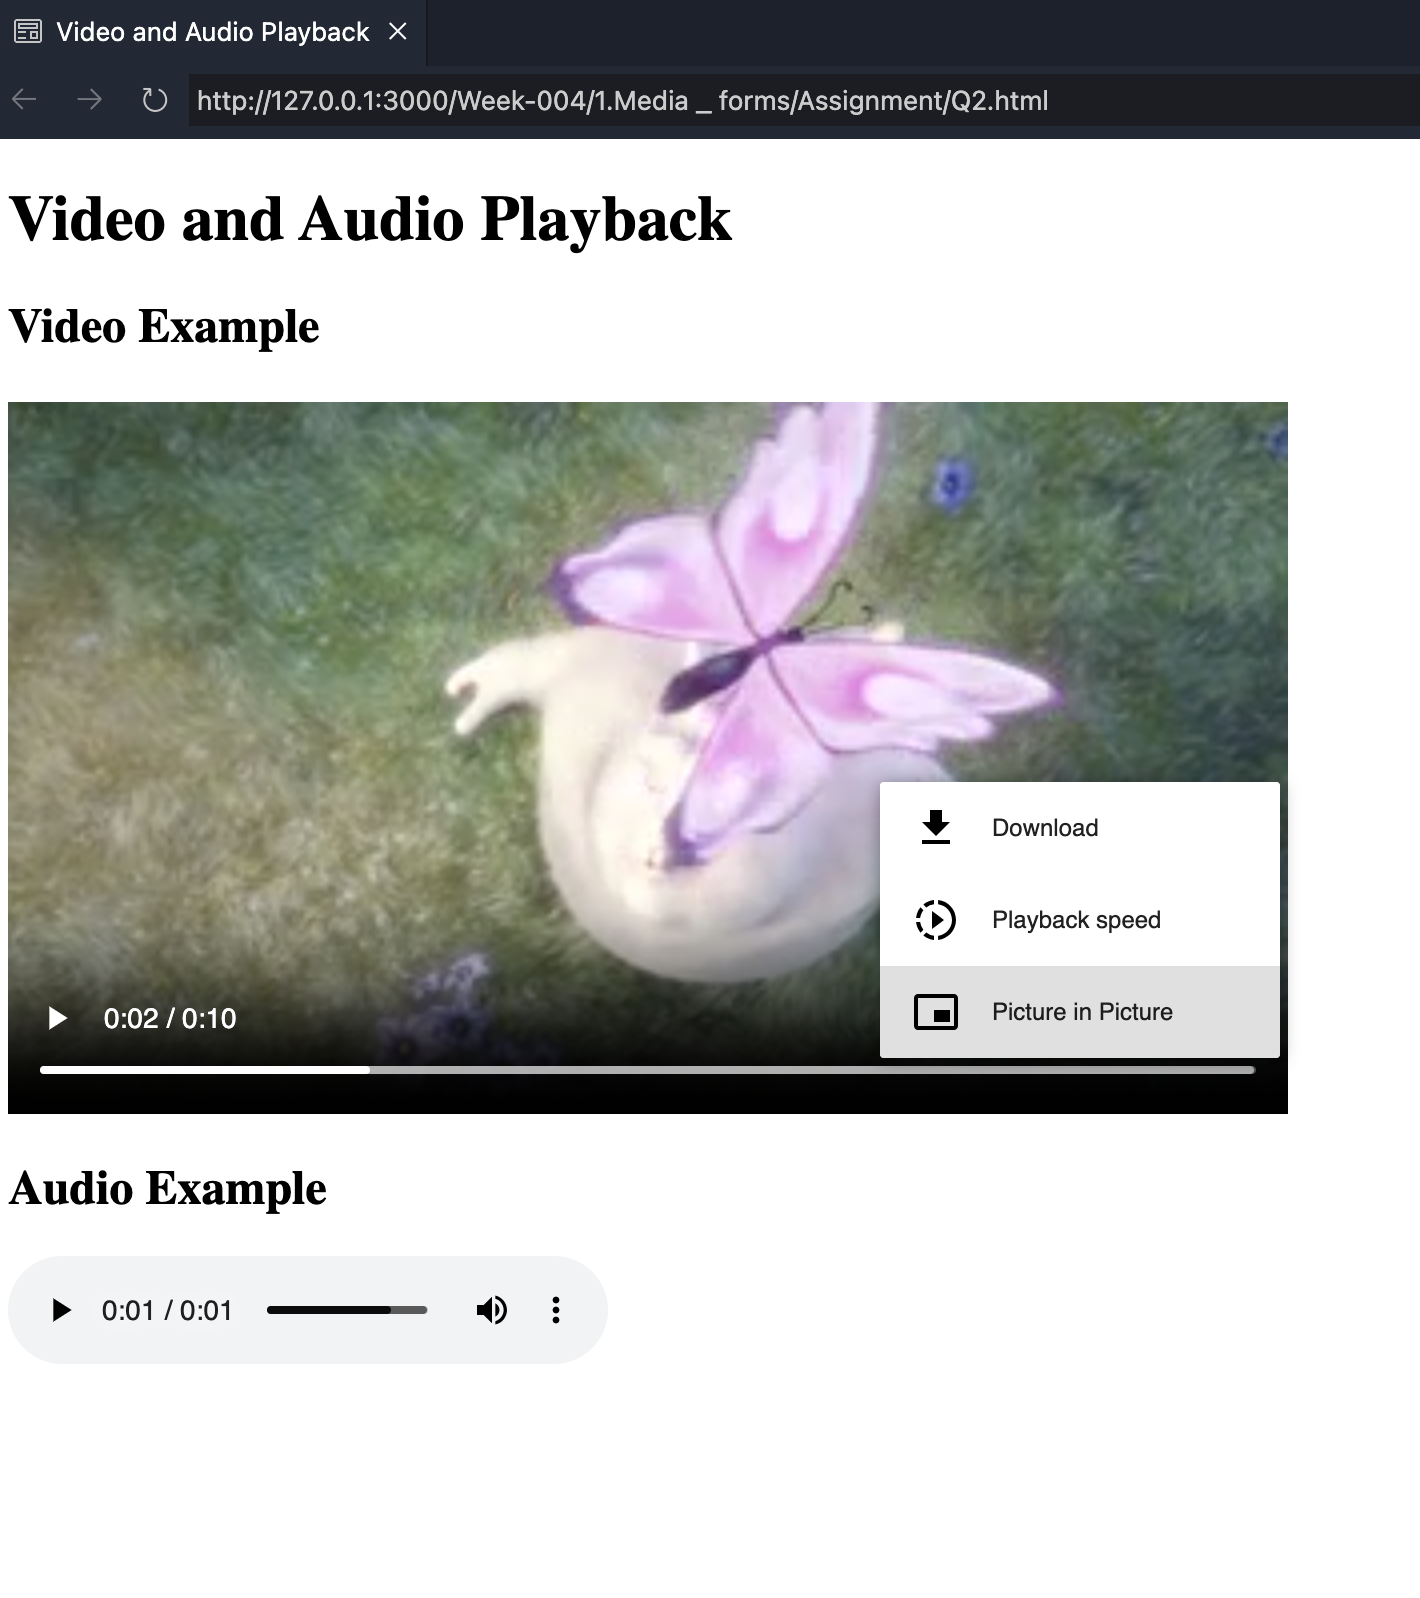 Video and Audio Playback
http://127.0.0.1:3000/Week-004/1.Media _ forms/Assignment/Q2.html
Video and Audio Playback
Video Example
Download
Playback speed
Picture in Picture
0:02 / 0:10
Audio Example
0:01 / 0:01